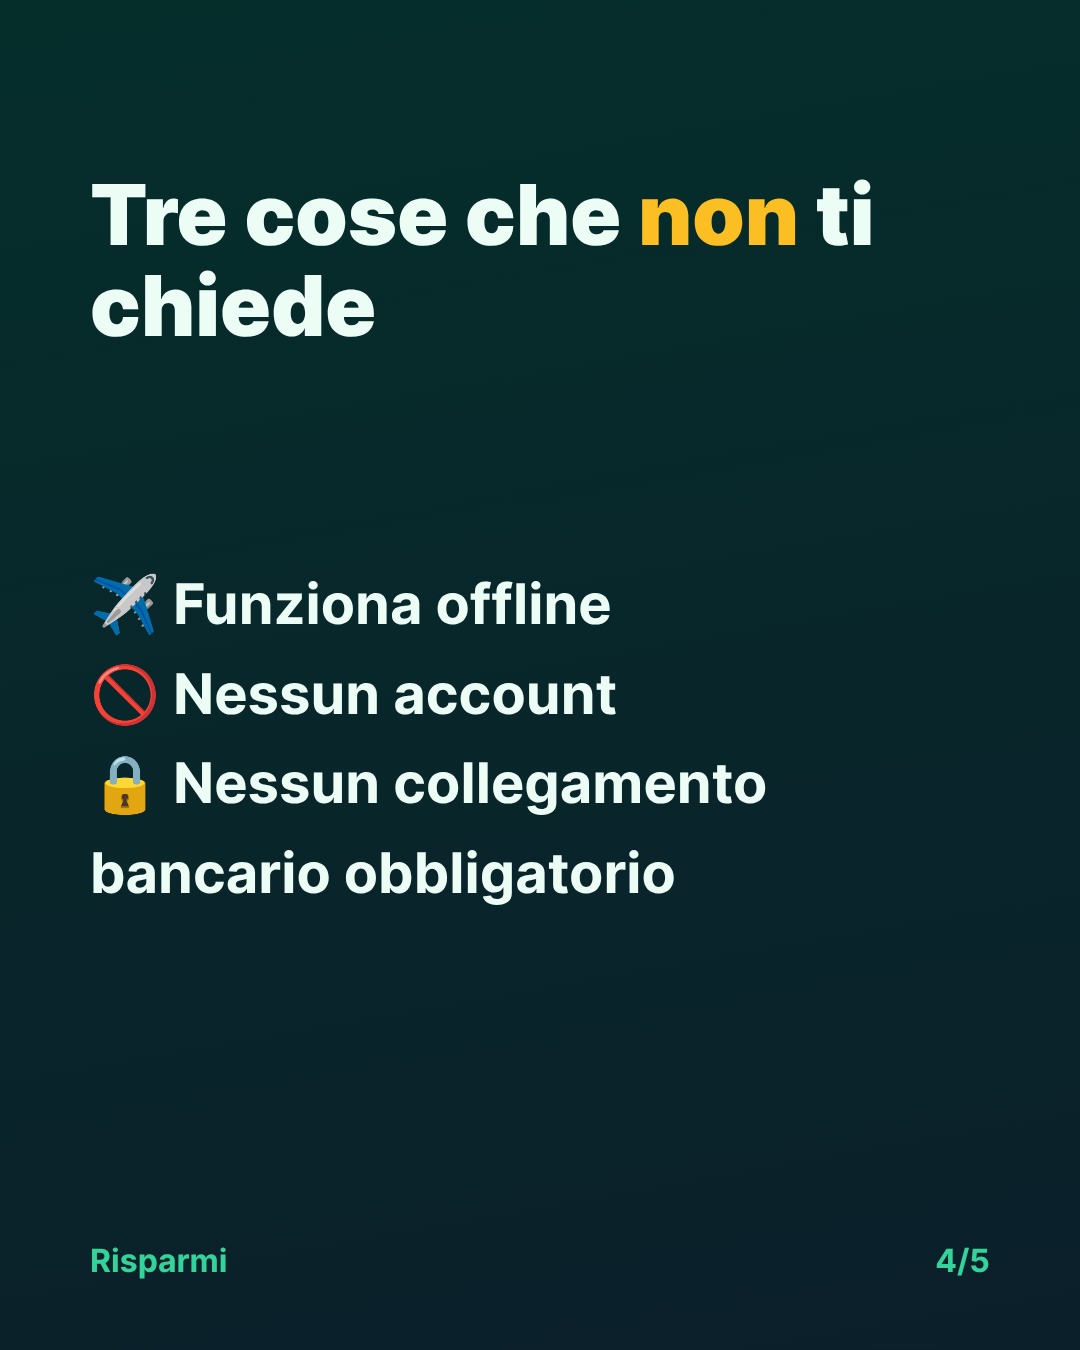 Tre cose che non ti
chiede
✈️ Funziona offline
🚫 Nessun account
🔒 Nessun collegamento
bancario obbligatorio
Risparmi
4/5